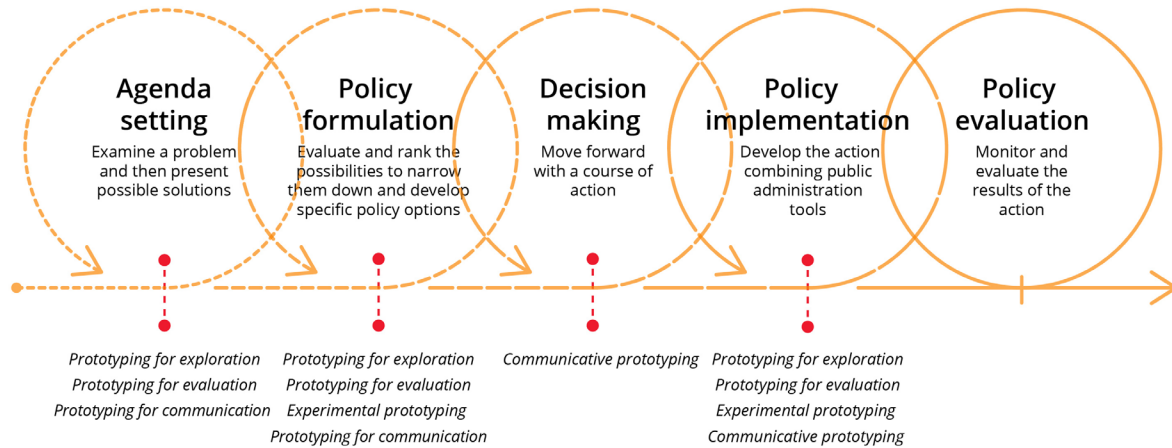 Agenda
setting
Examine a problem
and then present
possible solutions
Policy
formulation
Evaluate and rank the
possibilities to narrow
them down and develop
specific policy options
Decision
making
Move forward
with a course of
action
Policy
implementation
Develop the action
combining public
administration
tools
Policy
evaluation
Monitor and
evaluate the
results of the
action
Prototyping for exploration
Prototyping for evaluation
Prototyping for communication
Prototyping for exploration
Prototyping for evaluation
Experimental prototyping
Prototyping for communication
Communicative prototyping
Prototyping for exploration
Prototyping for evaluation
Experimental prototyping
Communicative prototyping